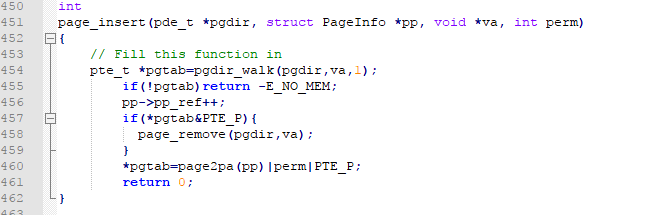 450 int
451 page_insert(pde_t *pgdir, struct PageInfo *pp, void *va, int perm)
452 {
453     // Fill this function in
454     pte_t *pgtab=pgdir_walk(pgdir,va,1);
455         if(!pgtab)return -E_NO_MEM;
456         pp->pp_ref++;
457         if(*pgtab&PTE_P){
458           page_remove(pgdir,va);
459         }
460         *pgtab=page2pa(pp)|perm|PTE_P;
461         return 0;
462 }
463